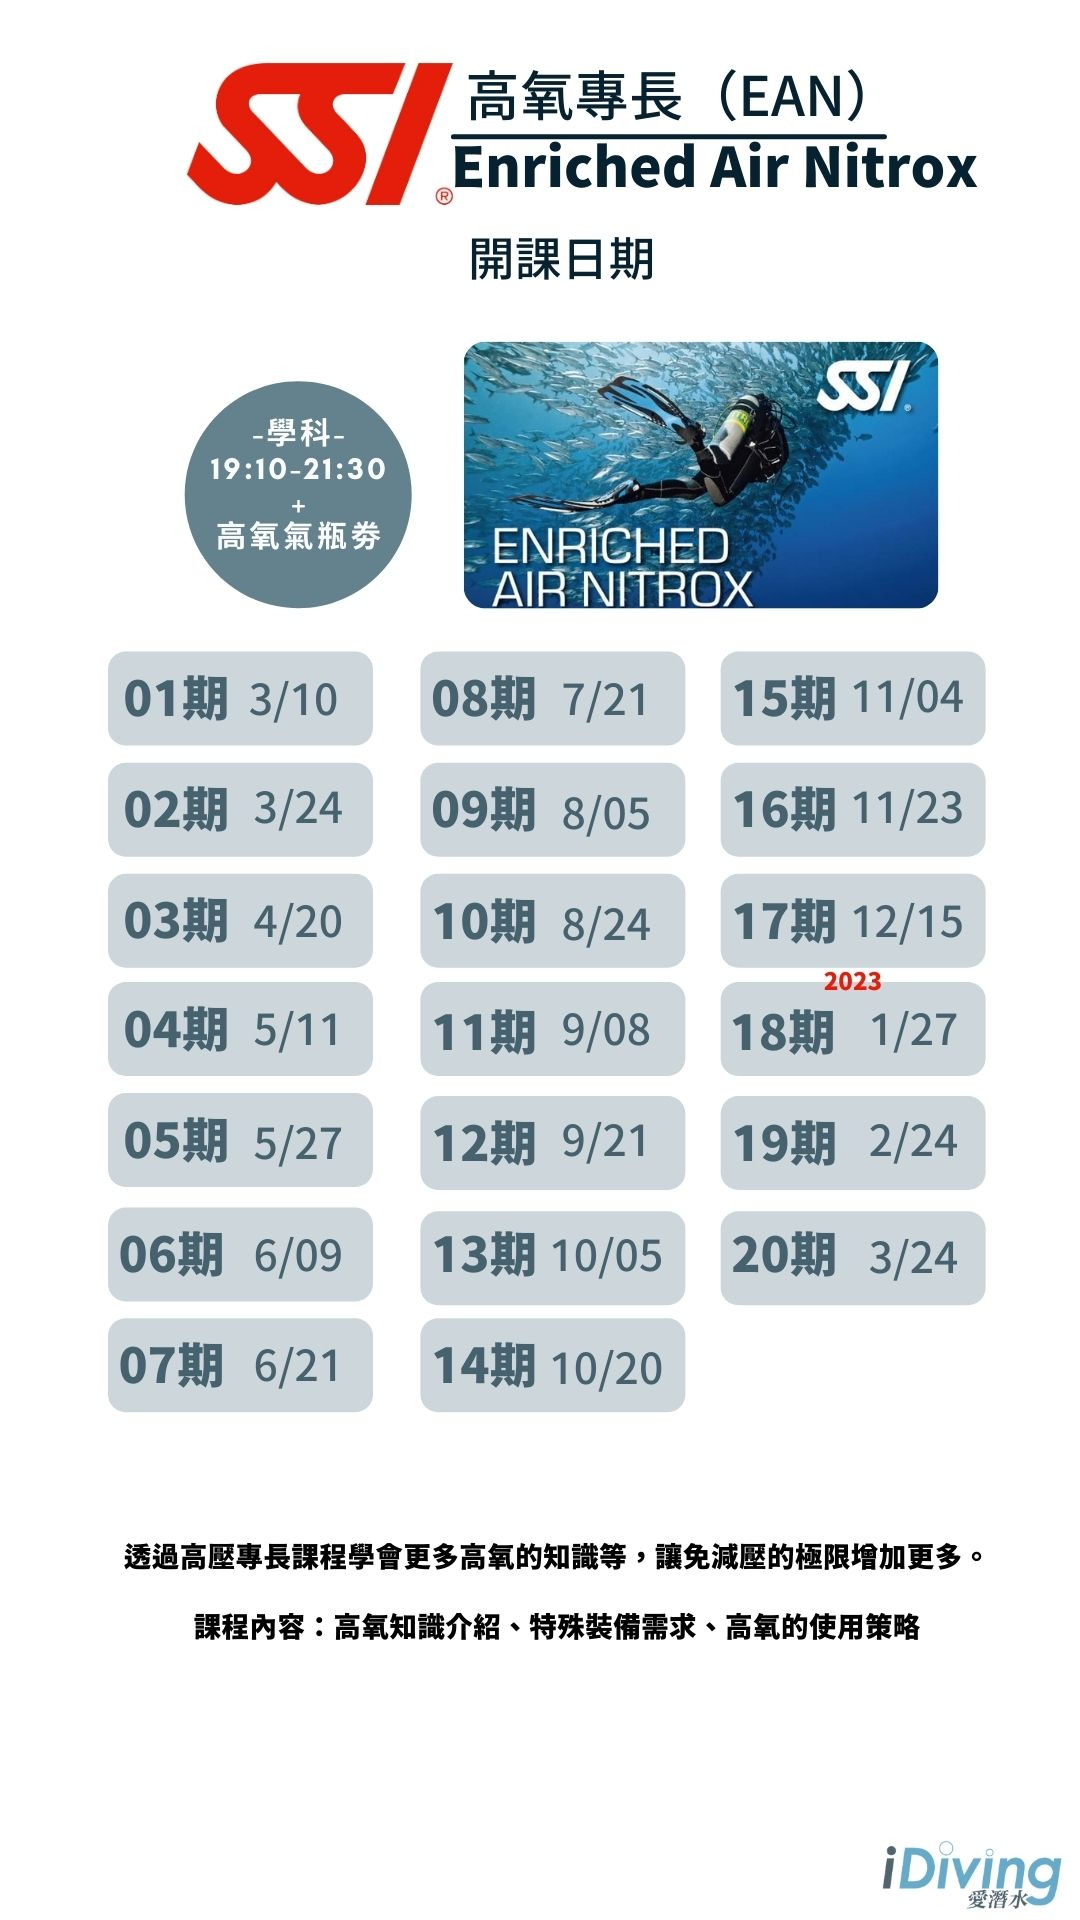 SSI®
高氧專長（EAN）
Enriched Air Nitrox
開課日期
-學科-
19:10-21:30
+
高氧氣瓶券
SSI®
ENRICHED
AIR NITROX
01期 3/10
02期 3/24
03期 4/20
04期 5/11
05期 5/27
06期 6/09
07期 6/21
08期 7/21
09期 8/05
10期 8/24
11期 9/08
12期 9/21
13期 10/05
14期 10/20
15期 11/04
16期 11/23
17期 12/15
2023
18期 1/27
19期 2/24
20期 3/24
透過高壓專長課程學會更多高氧的知識等，讓免減壓的極限增加更多。
課程內容：高氧知識介紹、特殊裝備需求、高氧的使用策略
iDiving
愛潛水